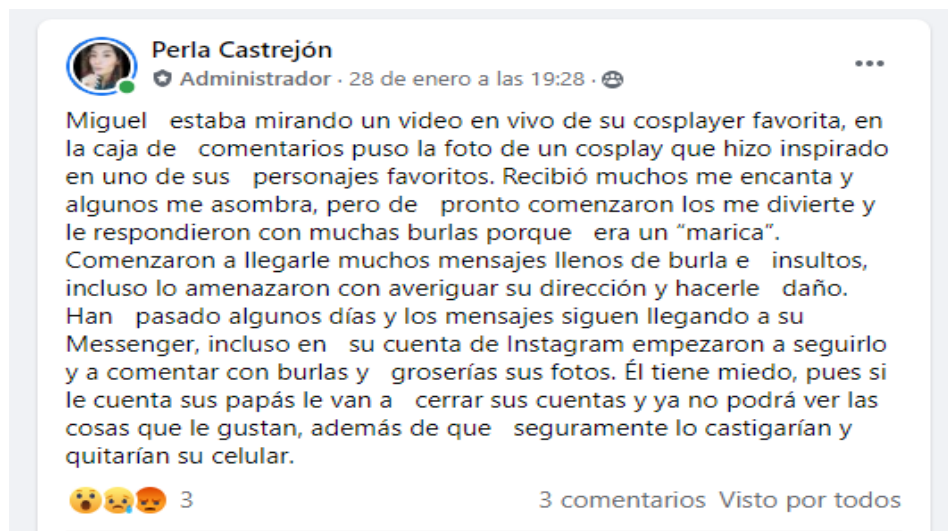 Perla Castrejón
Administrador · 28 de enero a las 19:28 ·
Miguel estaba mirando un video en vivo de su cosplayer favorita, en
la caja de comentarios puso la foto de un cosplay que hizo inspirado
en uno de sus personajes favoritos. Recibió muchos me encanta y
algunos me asombra, pero de pronto comenzaron los me divierte y
le respondieron con muchas burlas porque era un “marica”.
Comenzaron a llegarle muchos mensajes llenos de burla e insultos,
incluso lo amenazaron con averiguar su dirección y hacerle daño.
Han pasado algunos días y los mensajes siguen llegando a su
Messenger, incluso en su cuenta de Instagram empezaron a seguirlo
y a comentar con burlas y groserías sus fotos. Él tiene miedo, pues si
le cuenta sus papás le van a cerrar sus cuentas y ya no podrá ver las
cosas que le gustan, además de que seguramente lo castigarían y
quitarían su celular.
3 3 comentarios Visto por todos